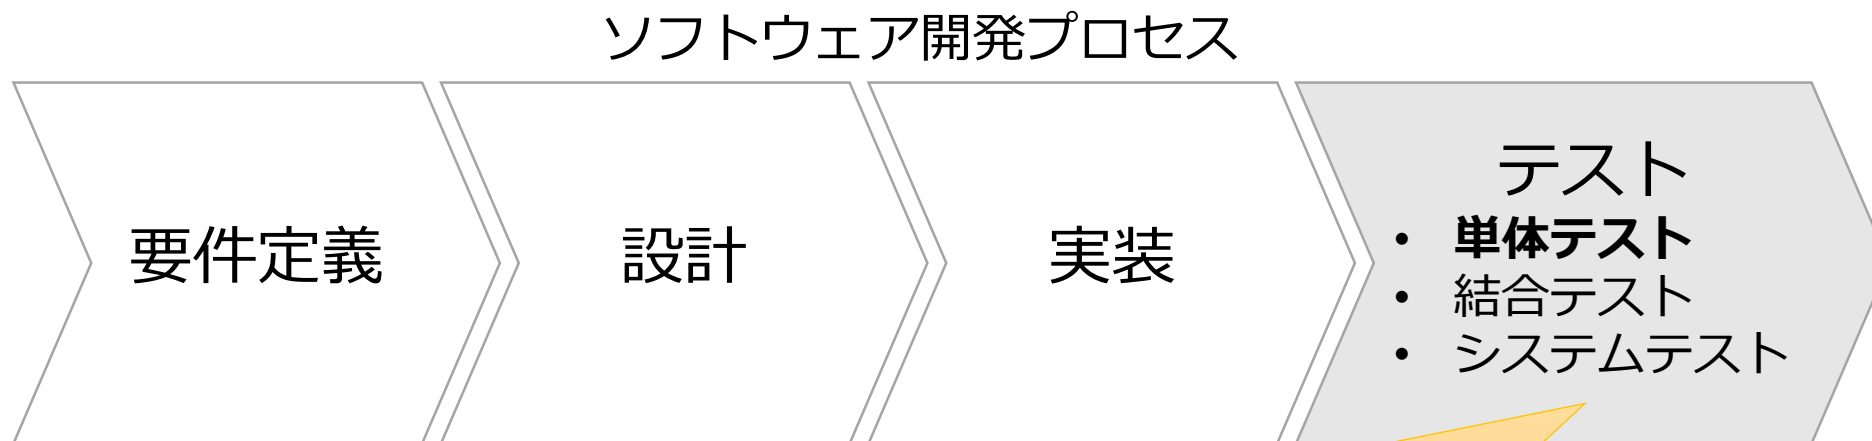 ソフトウェア開発プロセス
要件定義
設計
実装
テスト
• 単体テスト
• 結合テスト
• システムテスト